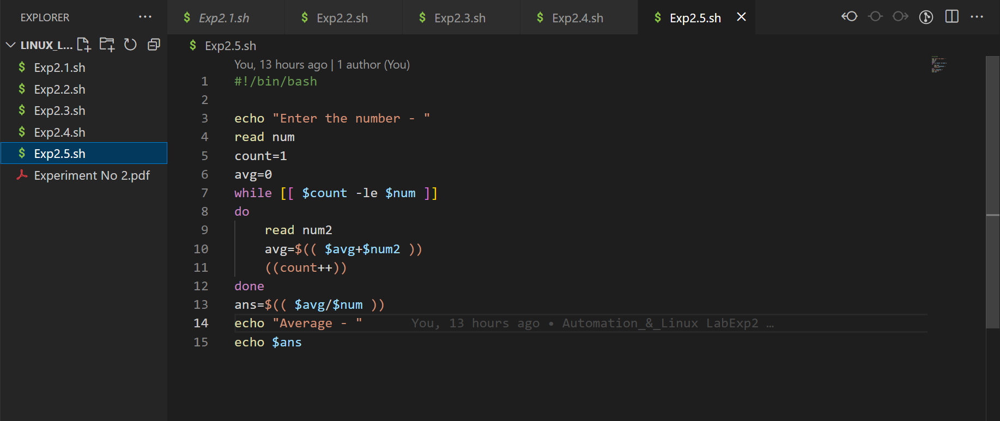 EXPLORER ...
LINUX_L...
$ Exp2.1.sh
$ Exp2.2.sh
$ Exp2.3.sh
$ Exp2.4.sh
$ Exp2.5.sh
Experiment No 2.pdf
$ Exp2.1.sh $ Exp2.2.sh $ Exp2.3.sh $ Exp2.4.sh $ Exp2.5.sh
$ Exp2.5.sh
You, 13 hours ago | 1 author (You)
1 #!/bin/bash
2
3 echo "Enter the number - "
4 read num
5 count=1
6 avg=0
7 while [[ $count -le $num ]]
8 do
9     read num2
10     avg=$(( $avg+$num2 ))
11     ((count++))
12 done
13 ans=$(( $avg/$num ))
14 echo "Average - " You, 13 hours ago • Automation_&_Linux LabExp2 …
15 echo $ans